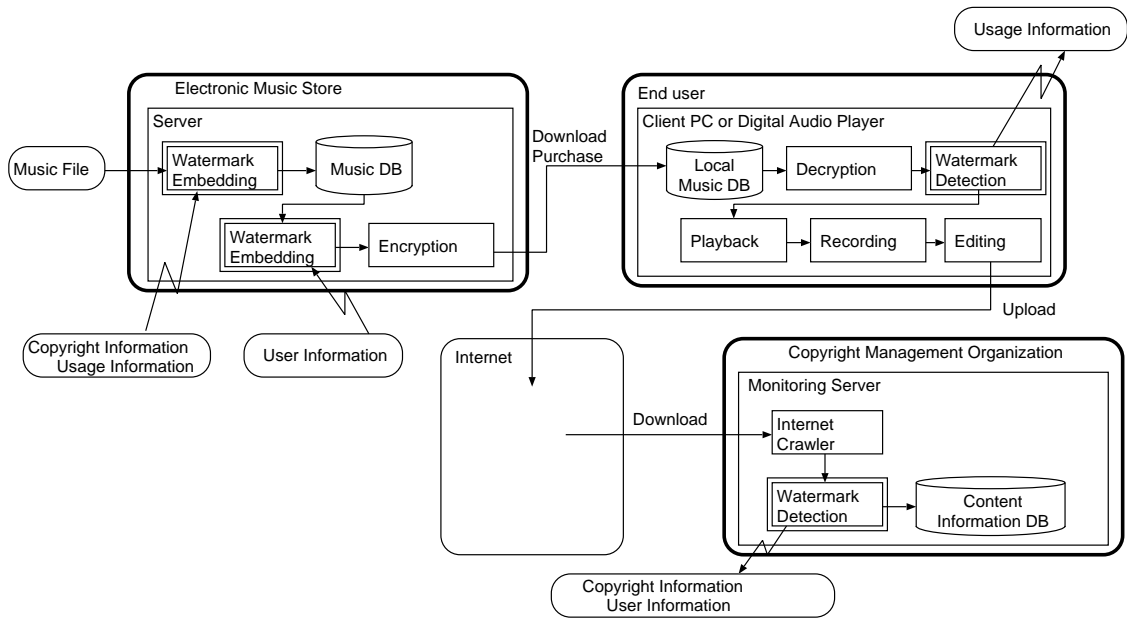 Usage Information
Electronic Music Store
Server
Music File
Watermark
Embedding
Music DB
Watermark
Embedding
Encryption
Copyright Information
Usage Information
User Information
Download
Purchase
End user
Client PC or Digital Audio Player
Local
Music DB
Decryption
Watermark
Detection
Playback
Recording
Editing
Upload
Internet
Download
Copyright Management Organization
Monitoring Server
Internet
Crawler
Watermark
Detection
Content
Information DB
Copyright Information
User Information